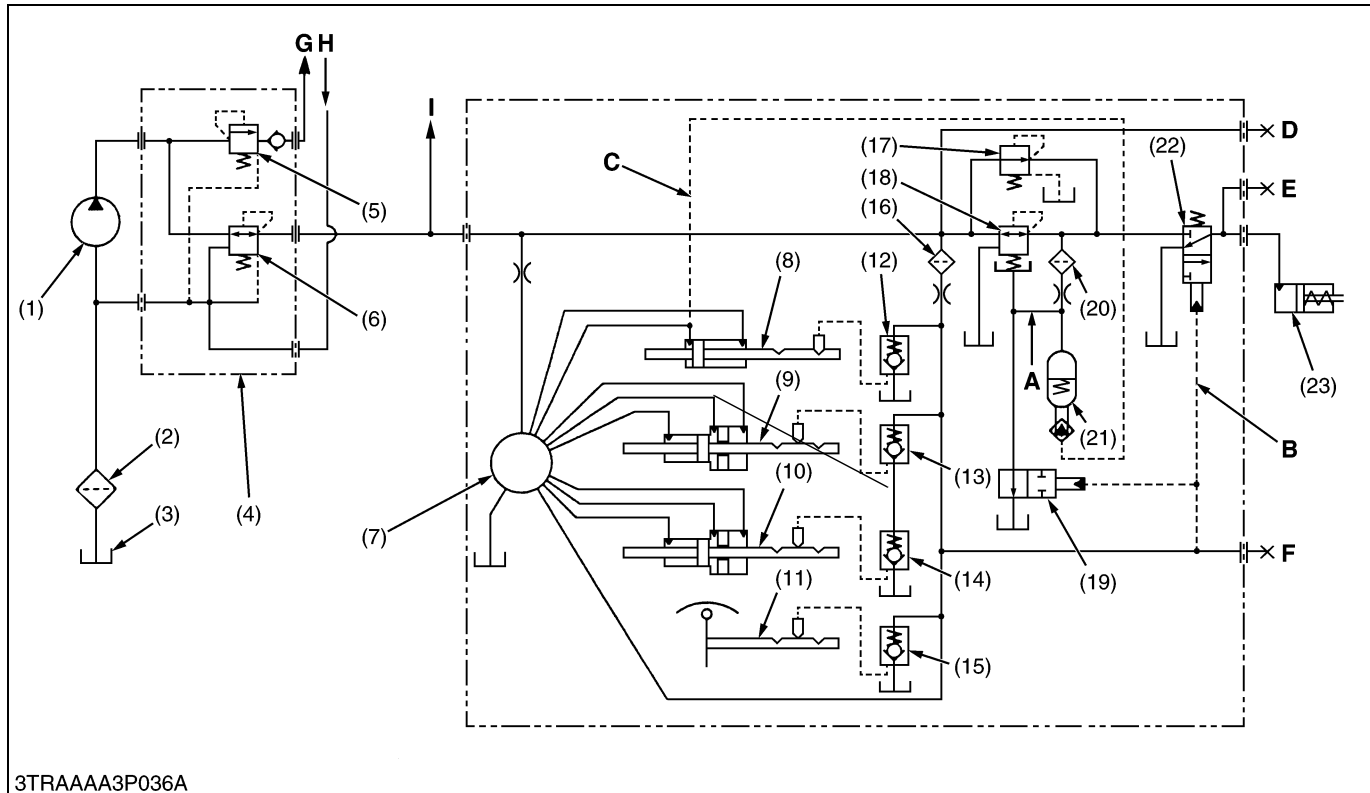 G H
I
D
(17)
(22)
C
E
(18)
(5)
(16)
(8)
(12)
(1)
(20)
(6)
A
(9)
(23)
(2)
(21)
B
(10)
(13)
(3)
(4)
(7)
F
(14)
(19)
(11)
(15)
3TRAAAA3P036A